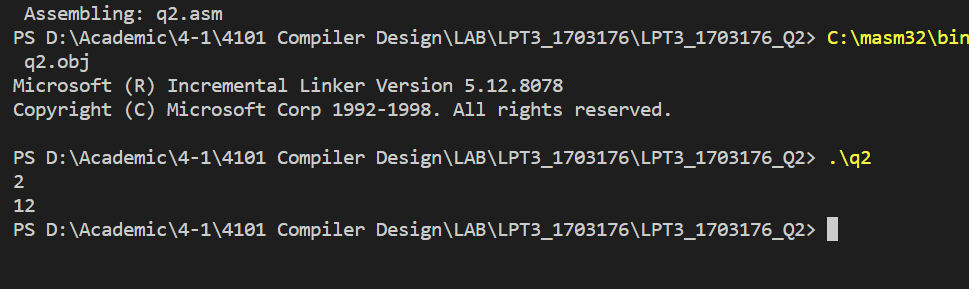 Assembling: q2.asm
PS D:\Academic\4-1\4101 Compiler Design\LAB\LPT3_1703176\LPT3_1703176_Q2> C:\masm32\bin
q2.obj
Microsoft (R) Incremental Linker Version 5.12.8078
Copyright (C) Microsoft Corp 1992-1998. All rights reserved.
PS D:\Academic\4-1\4101 Compiler Design\LAB\LPT3_1703176\LPT3_1703176_Q2> .\q2
2
12
PS D:\Academic\4-1\4101 Compiler Design\LAB\LPT3_1703176\LPT3_1703176_Q2>